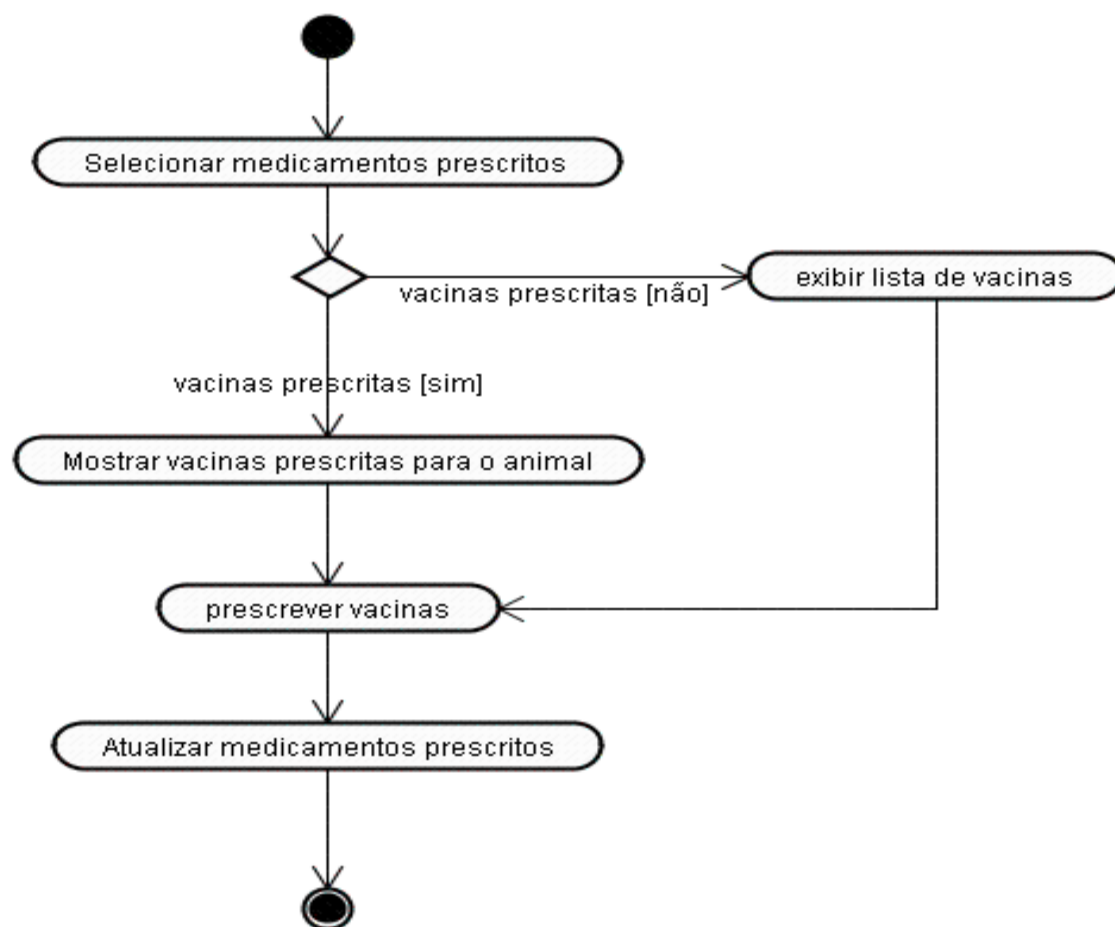 Selecionar medicamentos prescritos
exibir lista de vacinas
vacinas prescritas [não]
vacinas prescritas [sim]
Mostrar vacinas prescritas para o animal
prescrever vacinas
Atualizar medicamentos prescritos